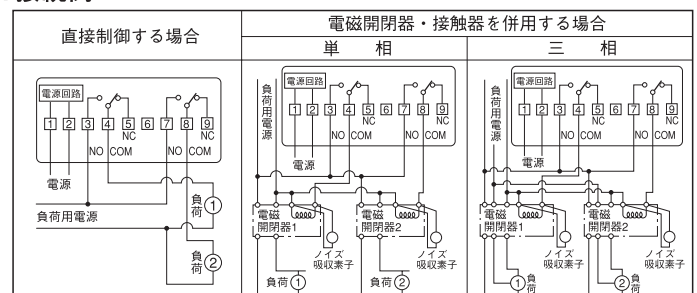 直接制御する場合
電磁開閉器・接触器を併用する場合
単相
三相
電源回路
1 2 3 4 5 6 7 8 9
NC NC
NO COM NO COM
電源
負荷用電源
負荷 1
負荷 2
負荷用電源
電源回路
1 2 3 4 5 6 7 8 9
NC NC
NO COM NO COM
電源
電磁開閉器1
電磁開閉器2
ノイズ吸収素子
ノイズ吸収素子
負荷 1
負荷 2
負荷用電源
電源回路
1 2 3 4 5 6 7 8 9
NC NC
NO COM NO COM
電源
電磁開閉器1
電磁開閉器2
ノイズ吸収素子
ノイズ吸収素子
1 負荷
2 負荷